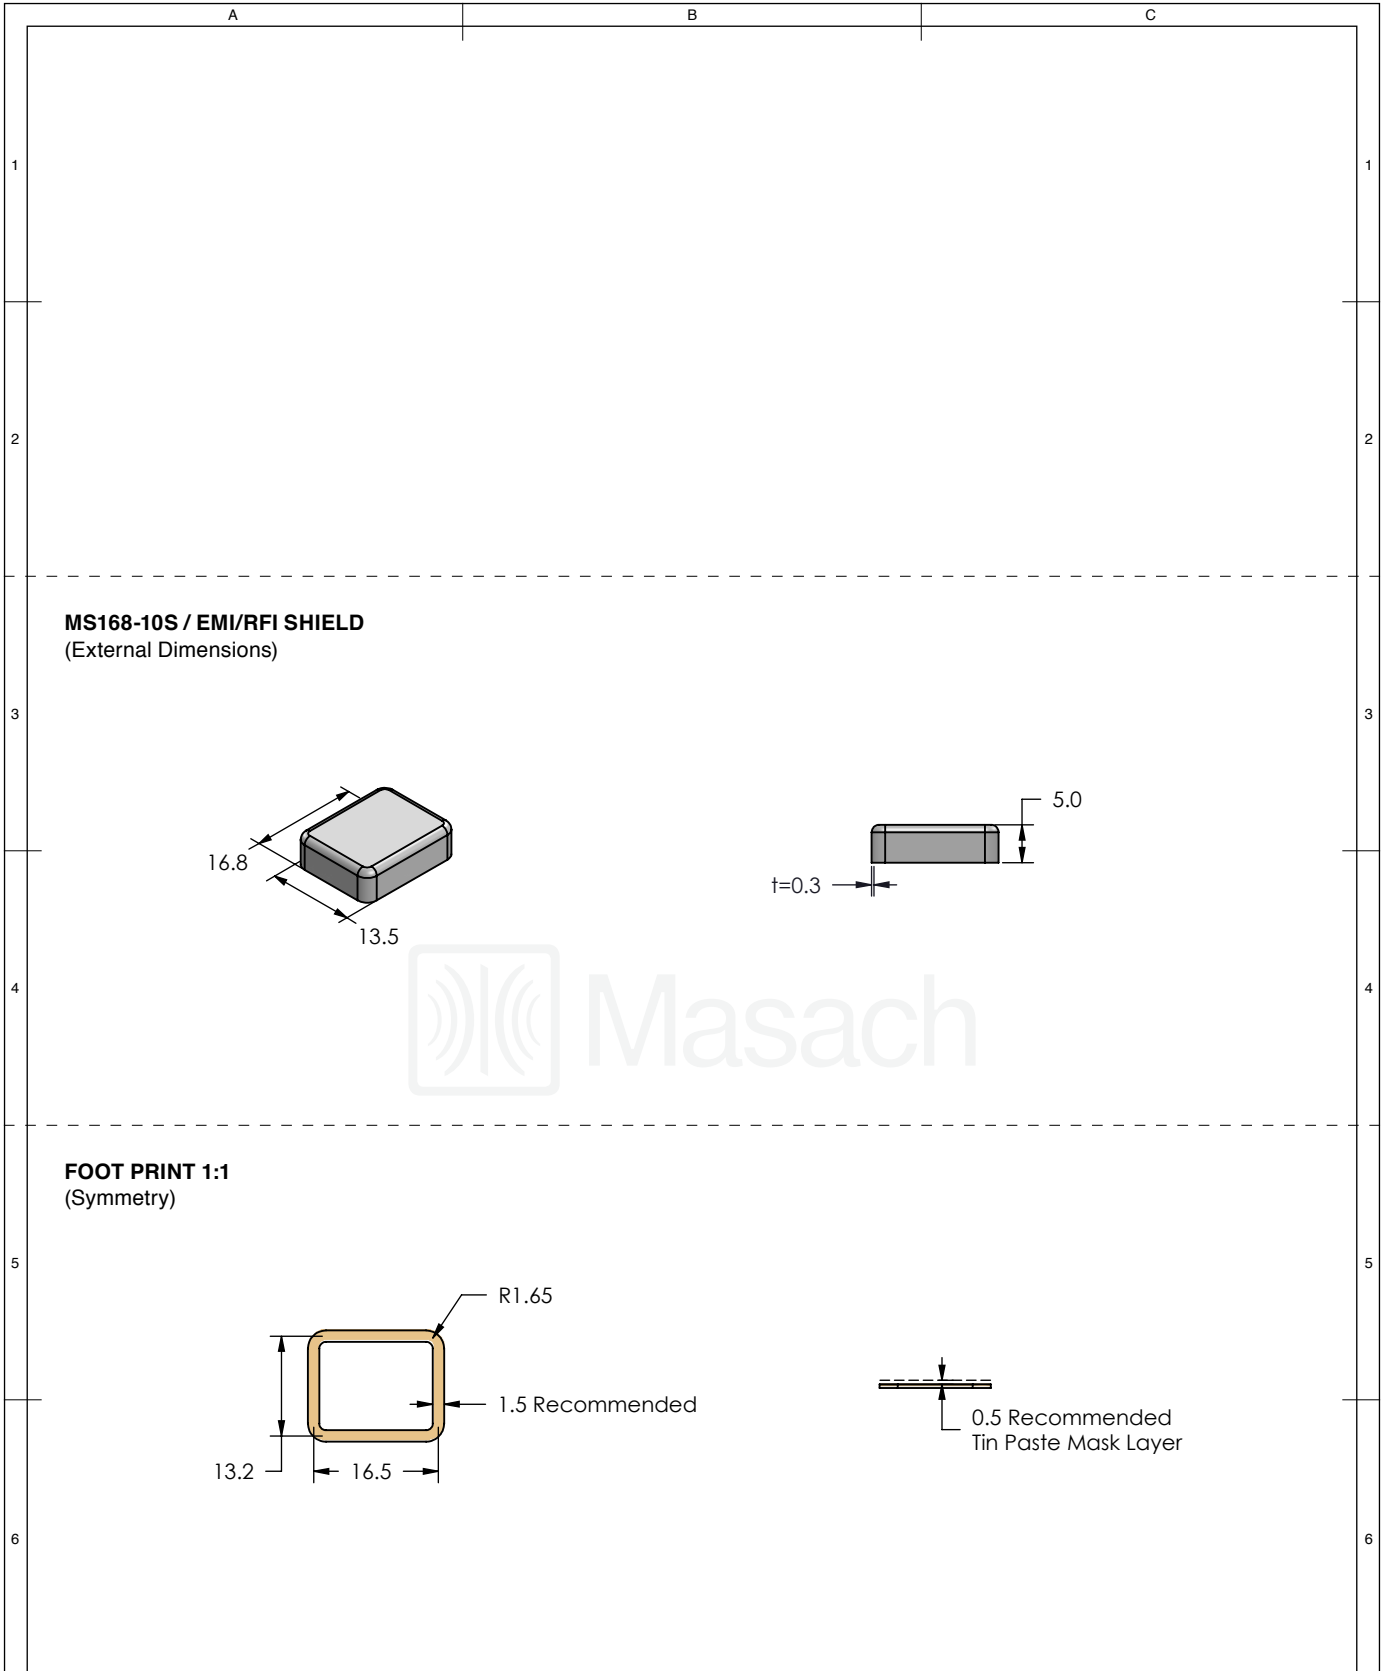 A
B
C
1
1
2
2
MS168-10S / EMI/RFI SHIELD
(External Dimensions)
3
3
16.8
13.5
5.0
t=0.3
Masach
4
4
FOOT PRINT 1:1
(Symmetry)
5
5
R1.65
1.5 Recommended
13.2
16.5
0.5 Recommended
Tin Paste Mask Layer
6
6